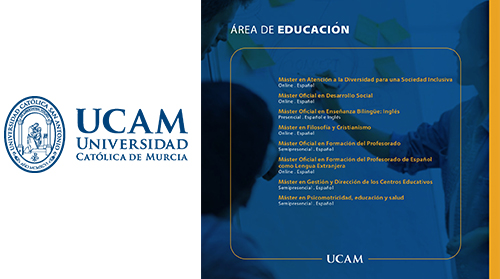 UNIVERSIDAD CATÓLICA SAN ANTONIO
UCAM
UNIVERSIDAD
CATÓLICA DE MURCIA
ÁREA DE EDUCACIÓN
Máster en Atención a la Diversidad para una Sociedad Inclusiva
Online . Español
Máster Oficial en Desarrollo Social
Online . Español
Máster Oficial en Enseñanza Bilingüe: Inglés
Presencial . Español e Inglés
Máster en Filosofía y Cristianismo
Online . Español
Máster Oficial en Formación del Profesorado
Semipresencial . Español
Máster Oficial en Formación del Profesorado de Español
como Lengua Extranjera
Online . Español
Máster en Gestión y Dirección de los Centros Educativos
Semipresencial . Español
Máster en Psicomotricidad, educación y salud
Semipresencial . Español
UCAM